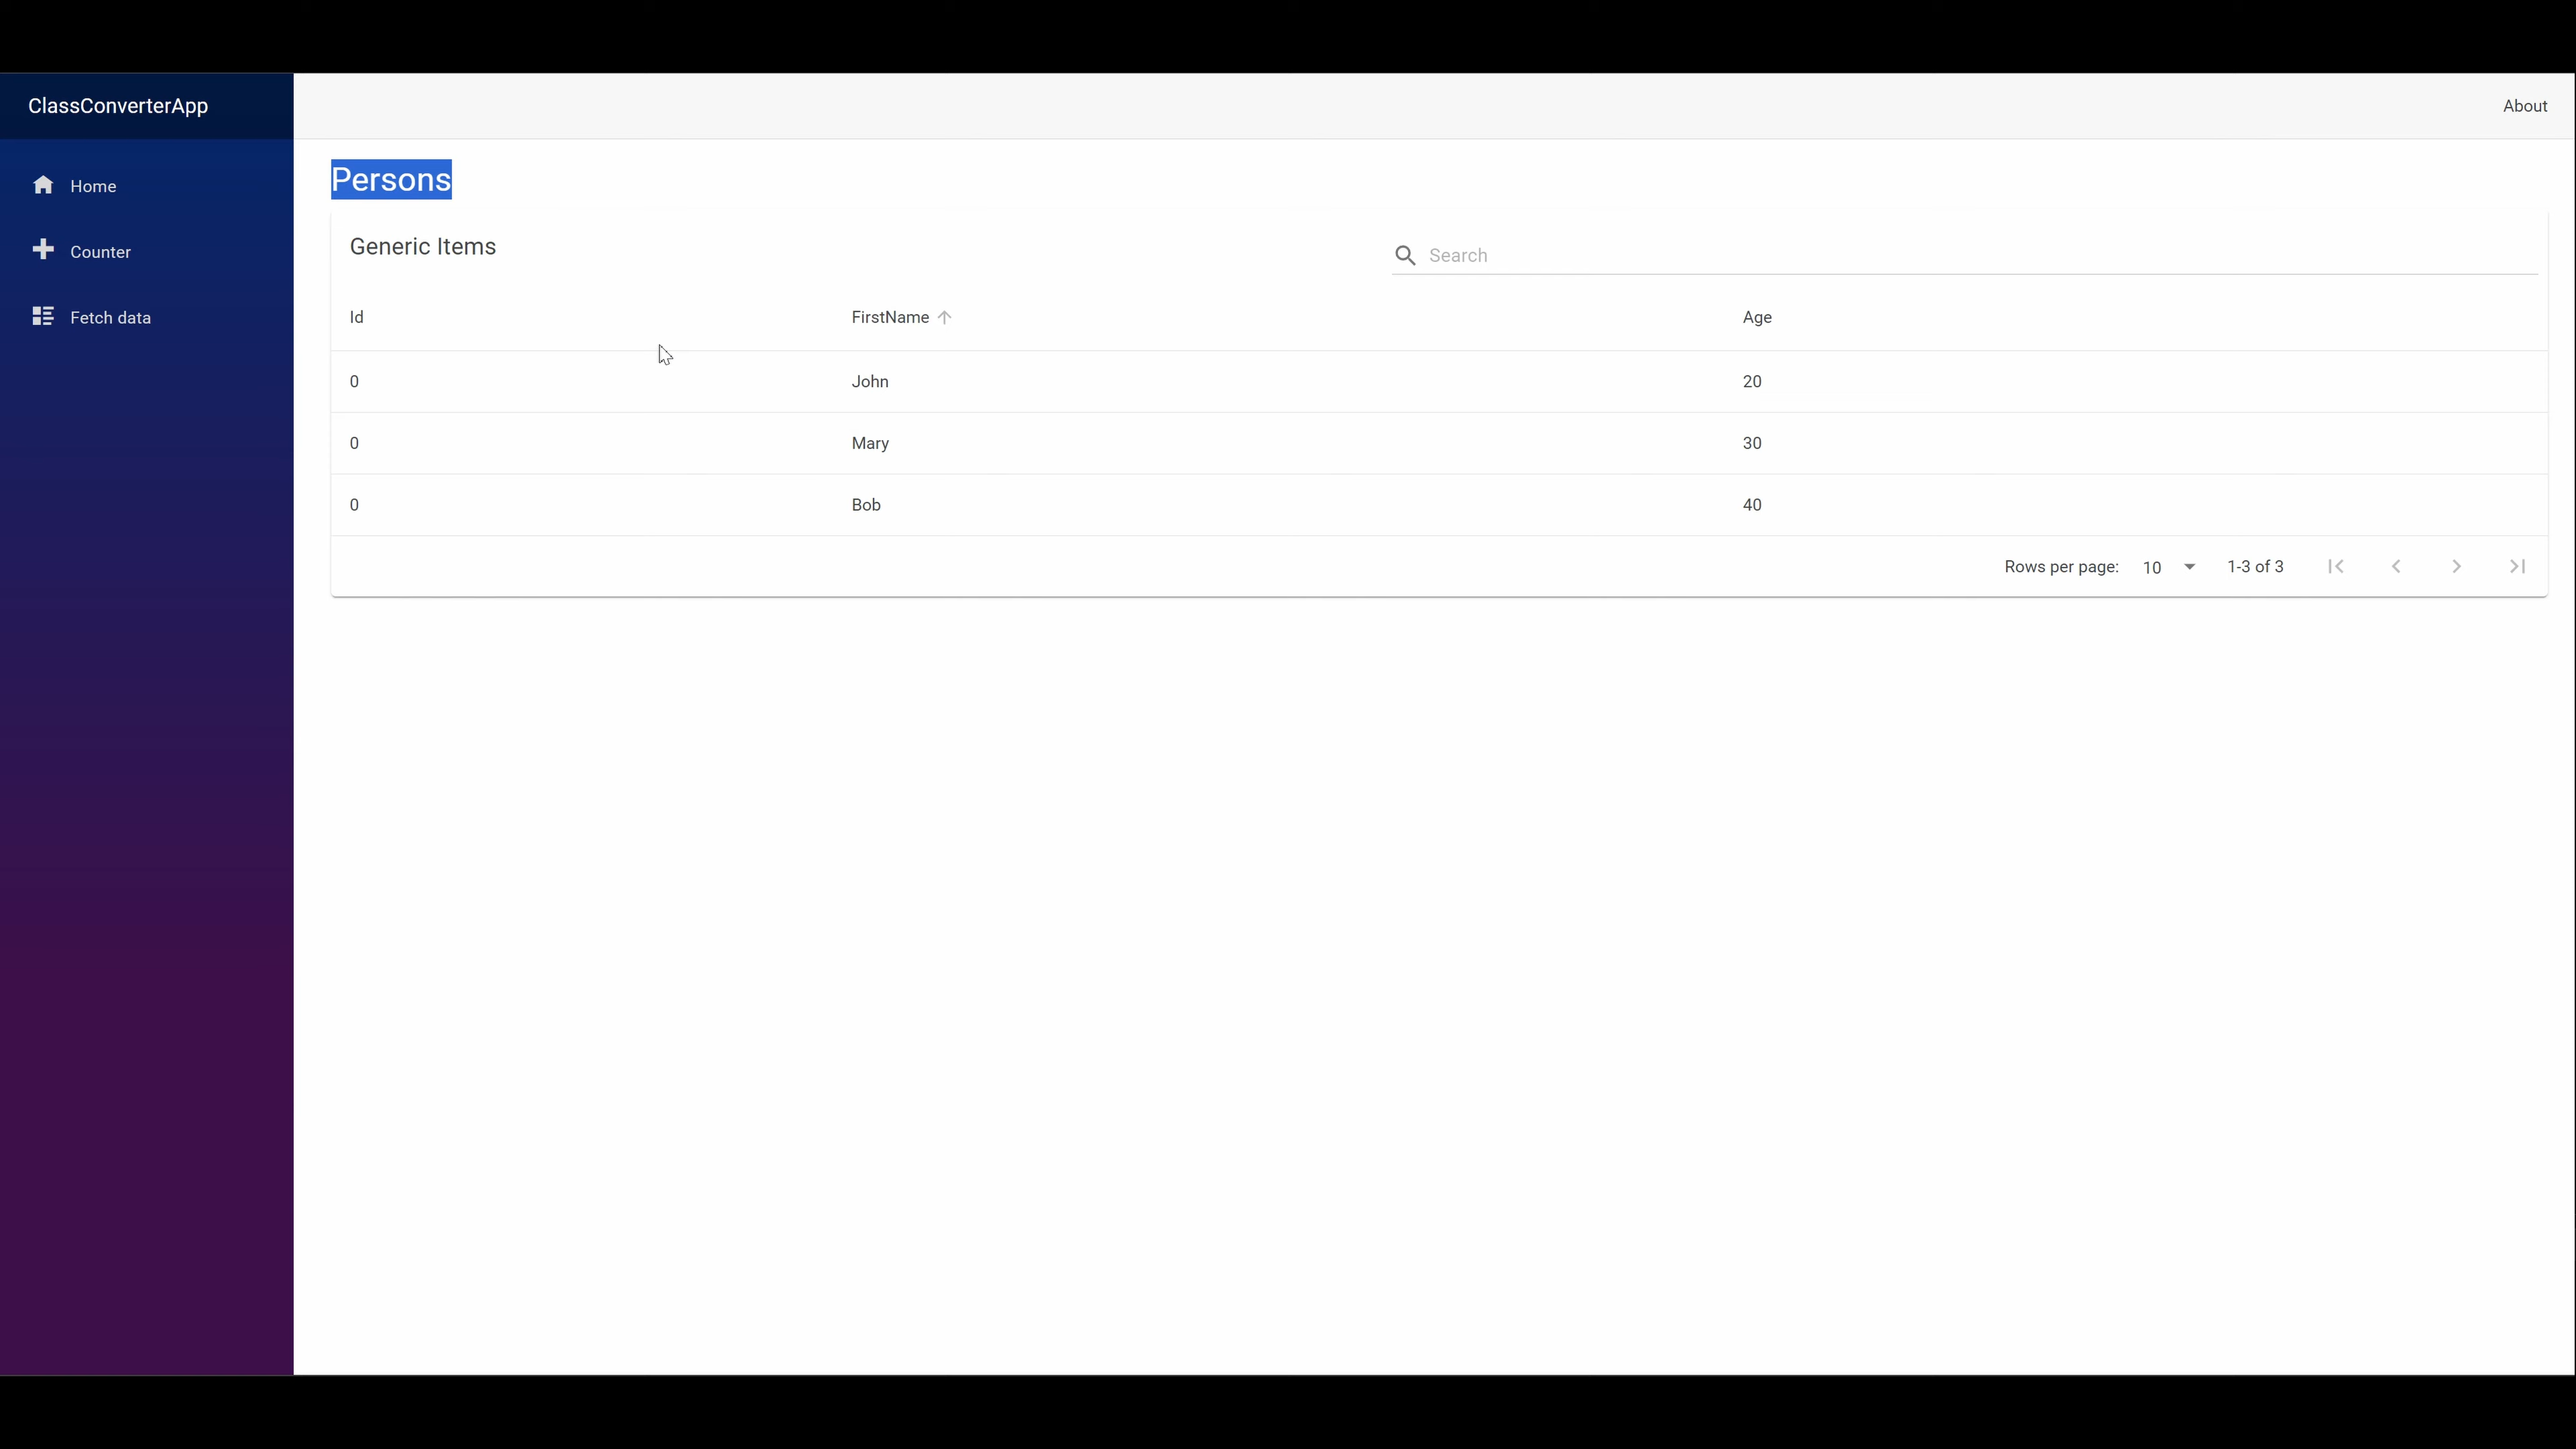 ClassConverterApp
About
Home
Counter
Fetch data
Persons
Generic Items
Search
Id FirstName Age
0 John 20
0 Mary 30
0 Bob 40
Rows per page: 10 1-3 of 3